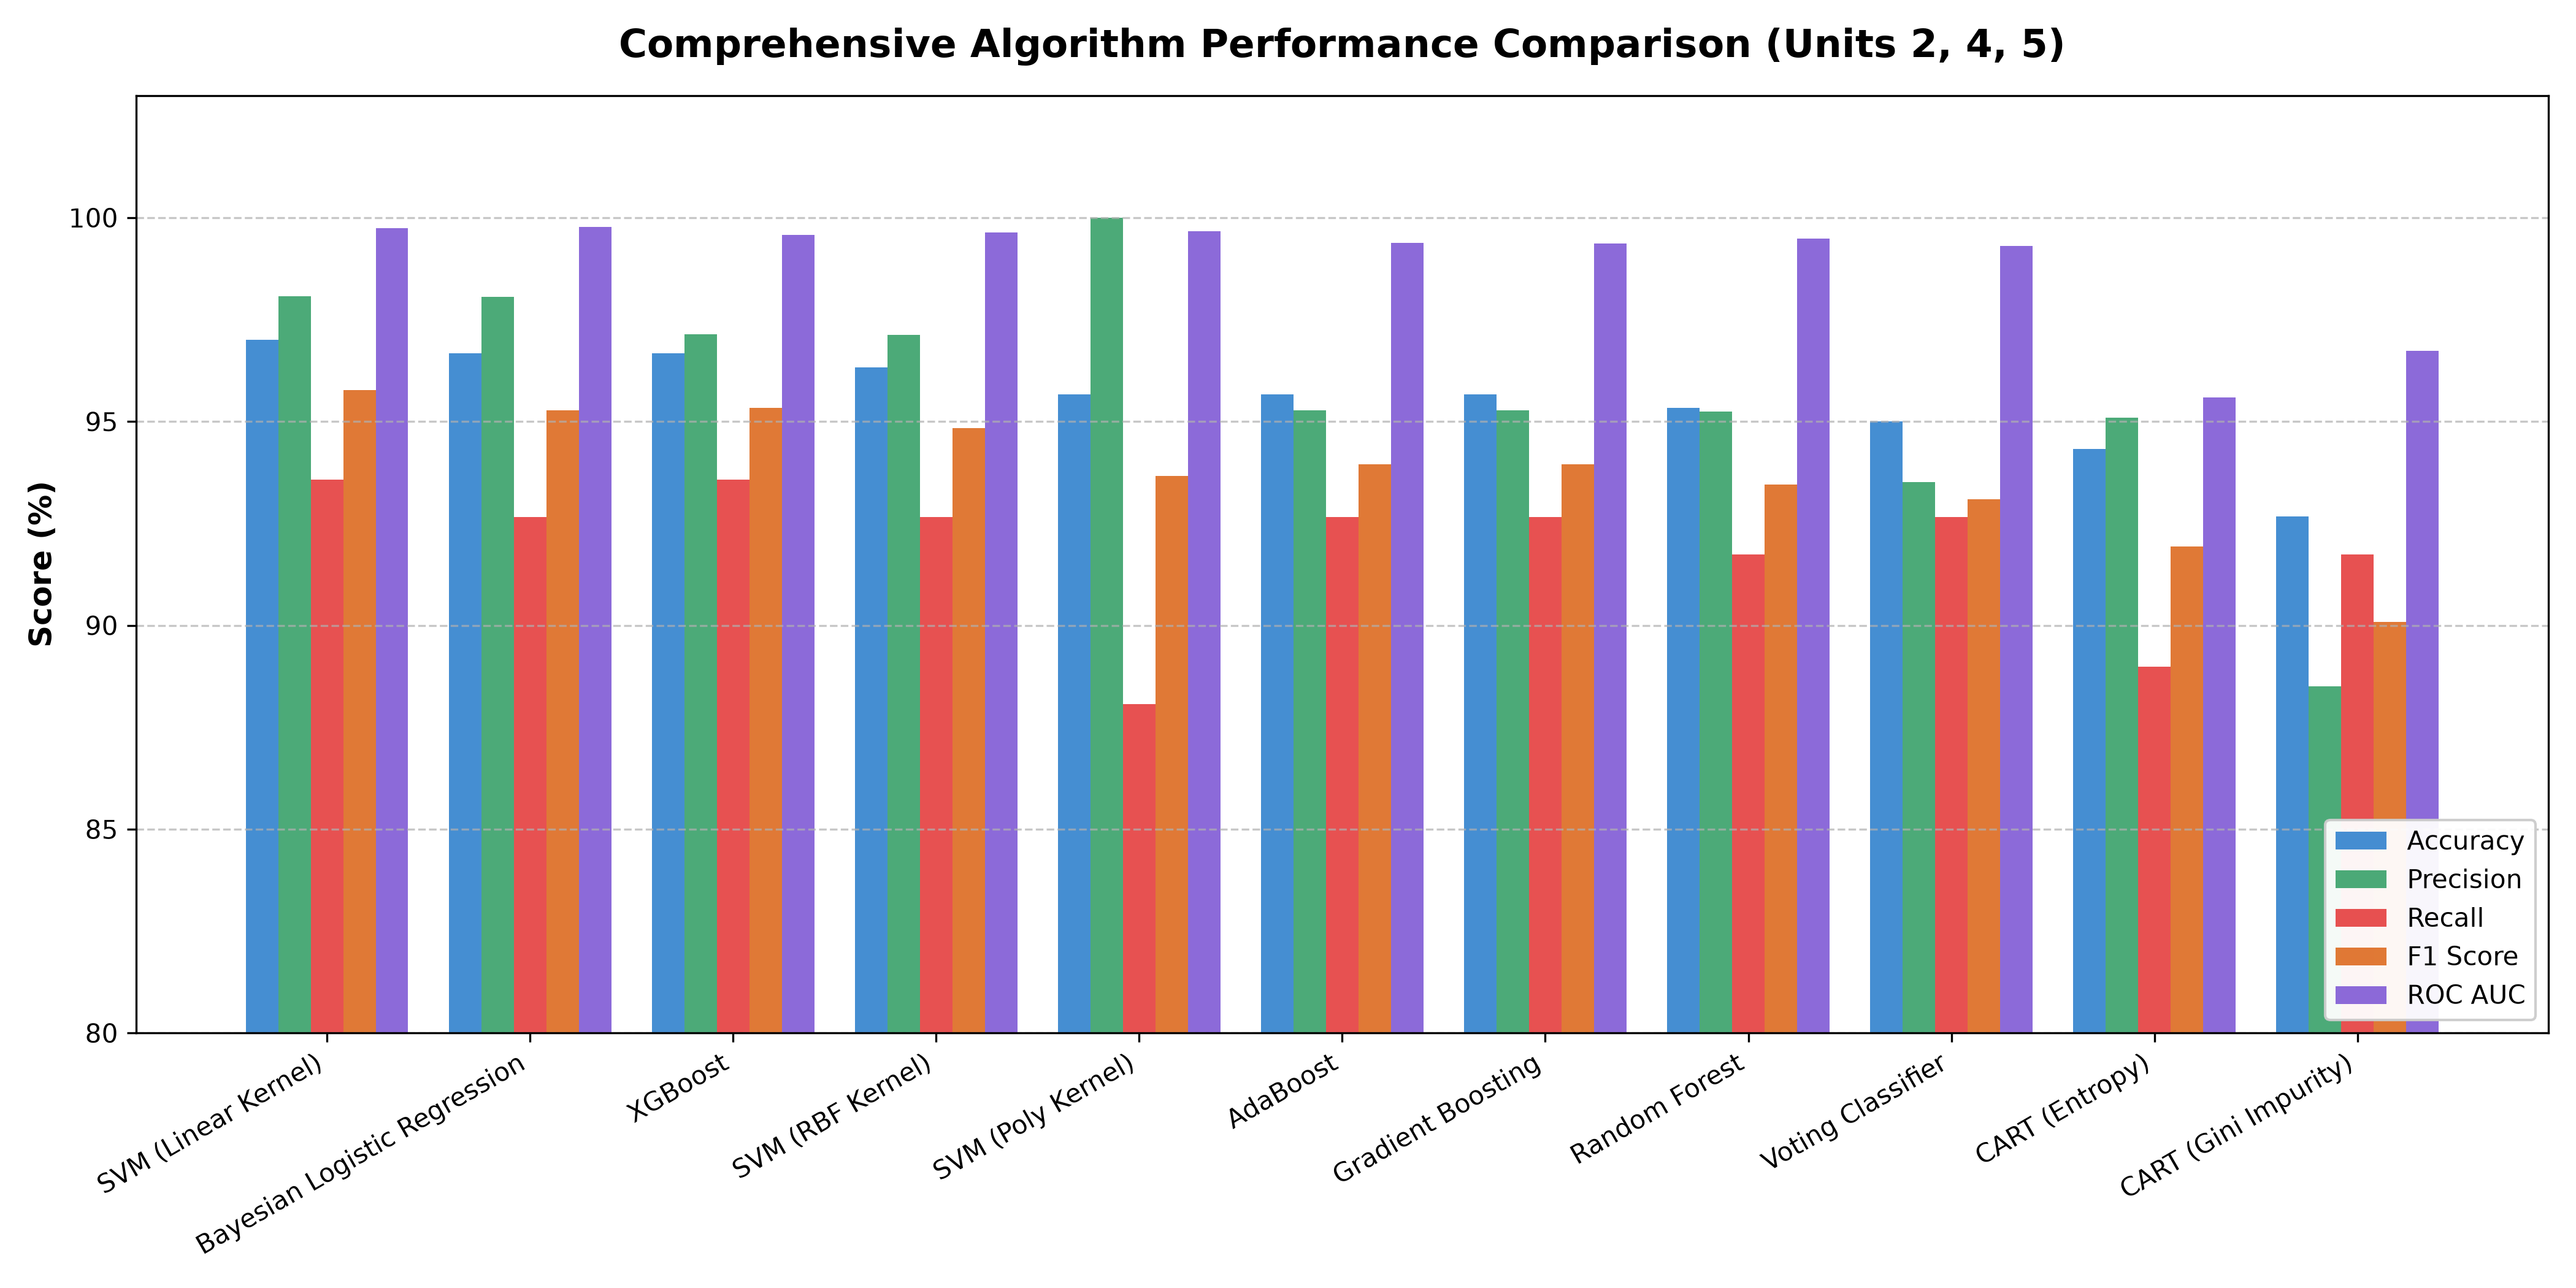 Comprehensive Algorithm Performance Comparison (Units 2, 4, 5)
Score (%)
100
95
90
85
80
Accuracy
Precision
Recall
F1 Score
ROC AUC
SVM (Linear Kernel)
Bayesian Logistic Regression
XGBoost
SVM (RBF Kernel)
SVM (Poly Kernel)
AdaBoost
Gradient Boosting
Random Forest
Voting Classifier
CART (Entropy)
CART (Gini Impurity)